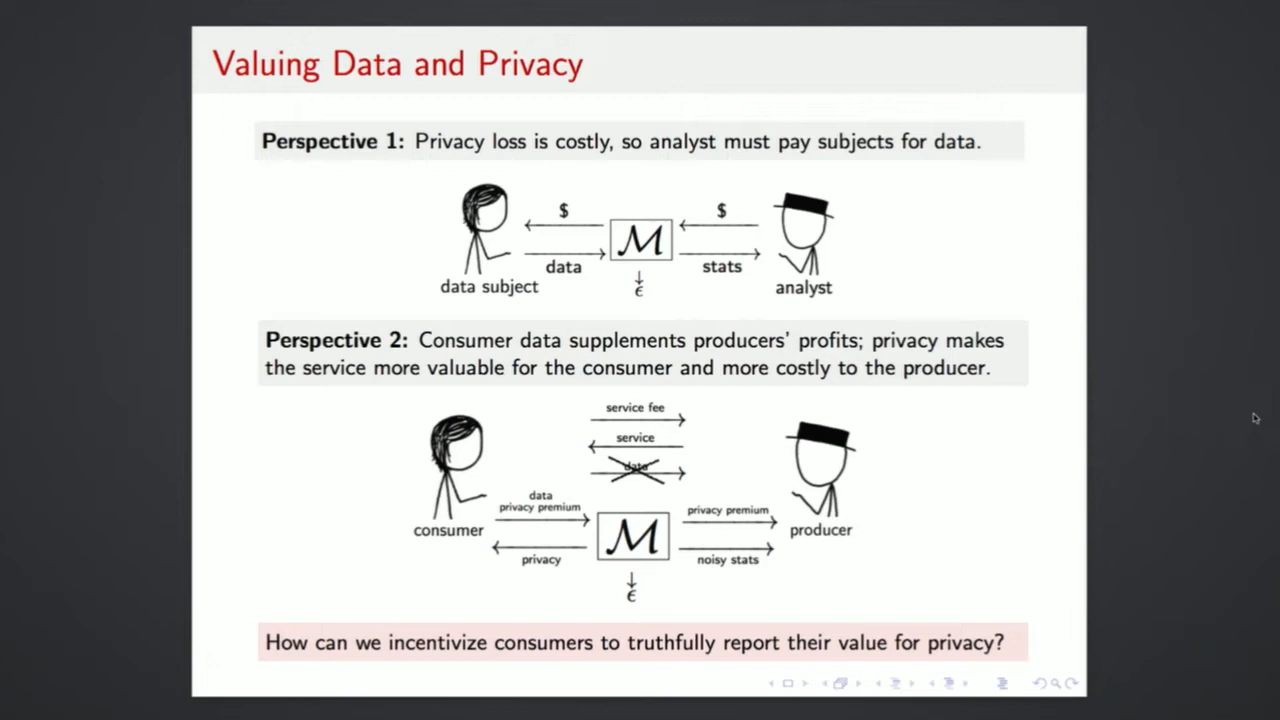 Valuing Data and Privacy
Perspective 1: Privacy loss is costly, so analyst must pay subjects for data.
$ $
M
data stats
data subject ϵ analyst
Perspective 2: Consumer data supplements producers' profits; privacy makes
the service more valuable for the consumer and more costly to the producer.
service fee
service
data
data
privacy premium privacy premium
consumer M producer
privacy noisy stats
ϵ
How can we incentivize consumers to truthfully report their value for privacy?